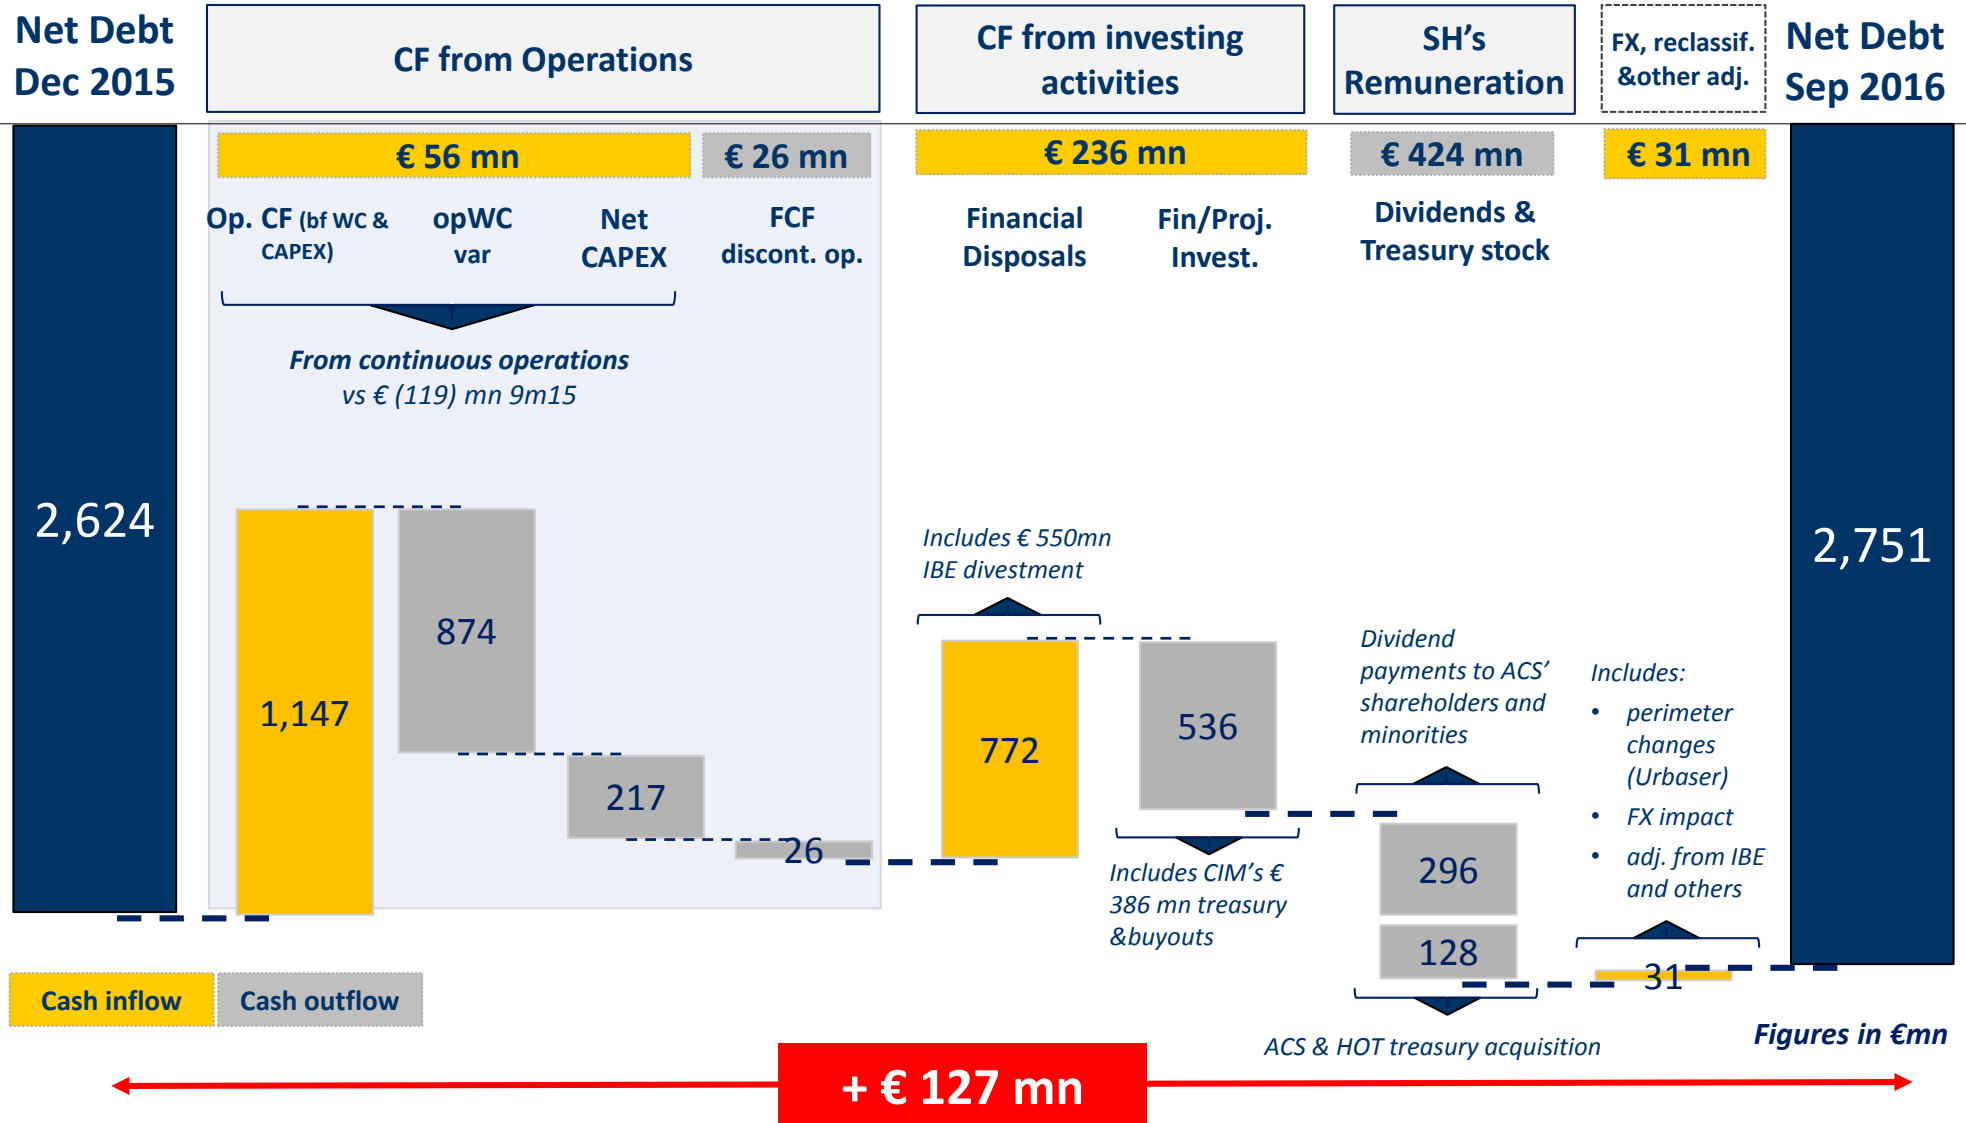 Net Debt
Dec 2015
CF from Operations
CF from investing
activities
SH's
Remuneration
FX, reclassif.
&other adj.
Net Debt
Sep 2016
€ 56 mn
€ 26 mn
€ 236 mn
€ 424 mn
€ 31 mn
Op. CF (bf WC &
CAPEX)
opWC
var
Net
CAPEX
FCF
discont. op.
Financial
Disposals
Fin/Proj.
Invest.
Dividends &
Treasury stock
From continuous operations
vs € (119) mn 9m15
2,624
1,147
874
217
26
Includes € 550mn
IBE divestment
772
536
Includes CIM’s €
386 mn treasury
&buyouts
Dividend
payments to ACS’
shareholders and
minorities
296
128
ACS & HOT treasury acquisition
Includes:
• perimeter
changes
(Urbaser)
• FX impact
• adj. from IBE
and others
31
2,751
Cash inflow
Cash outflow
Figures in €mn
+ € 127 mn